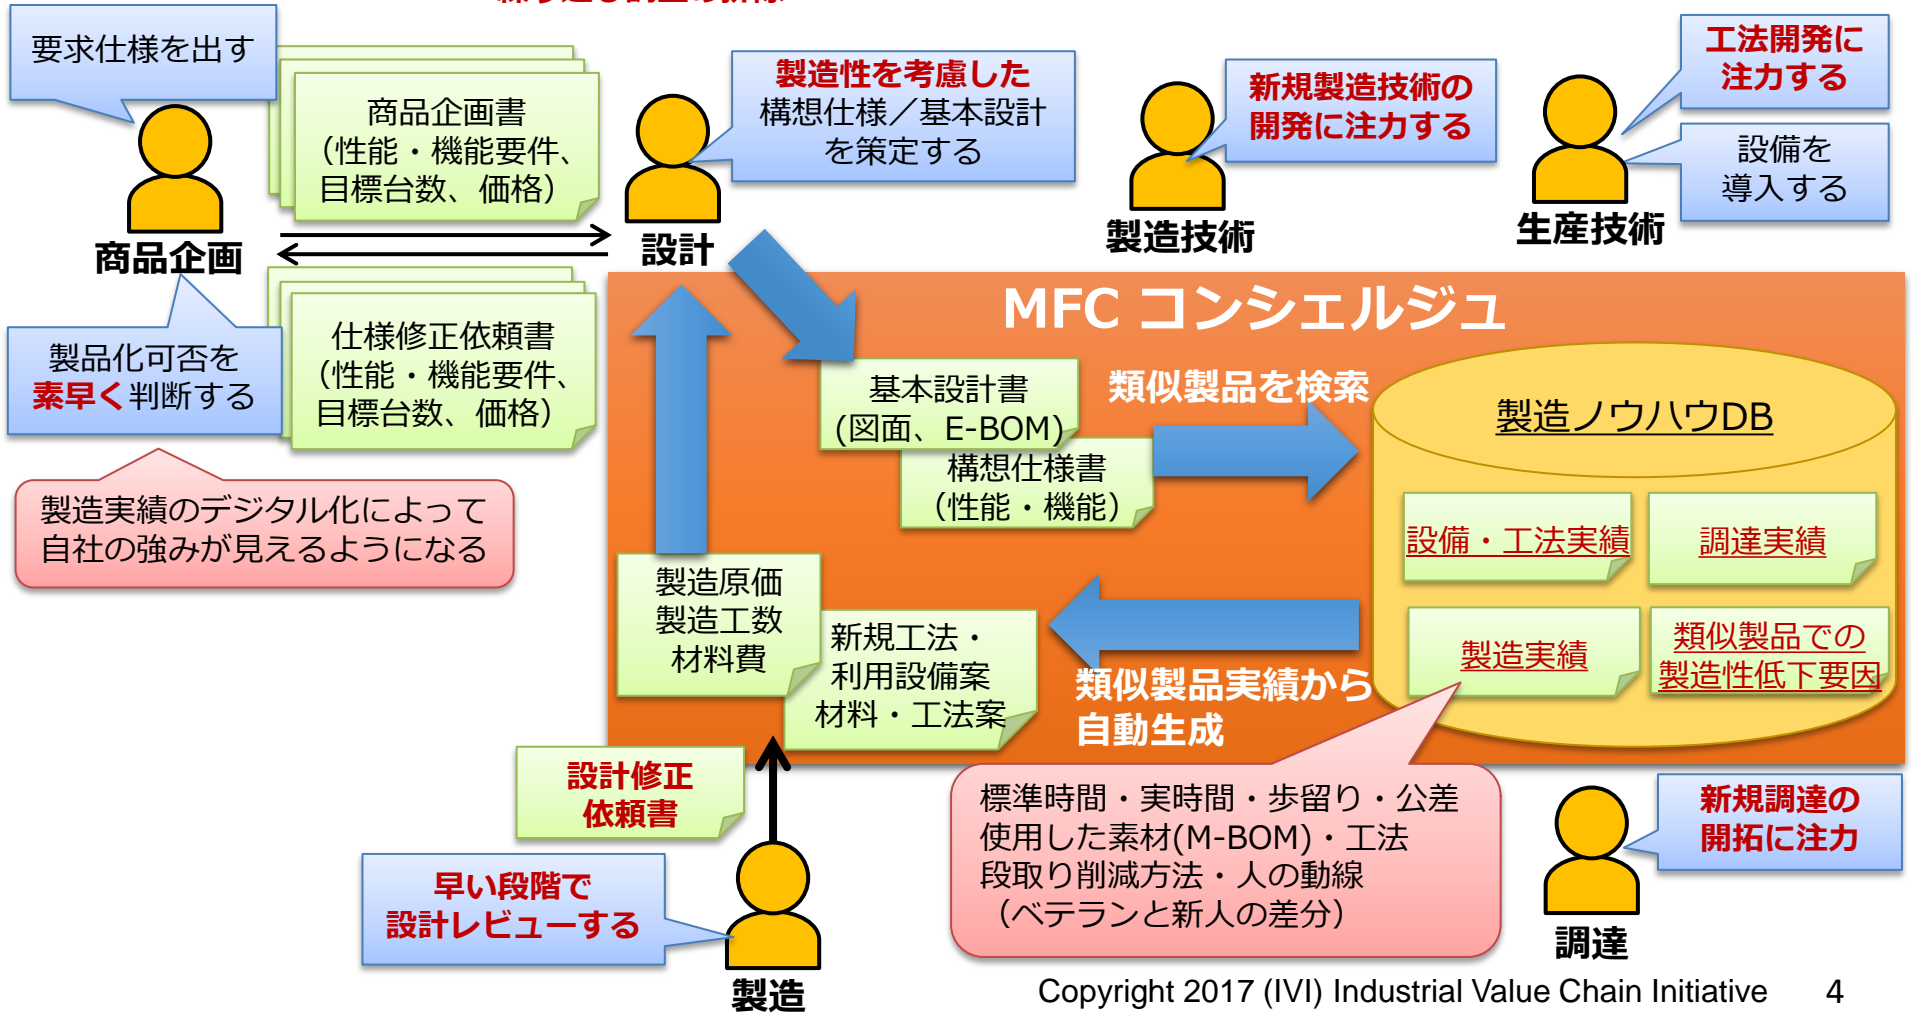 要求仕様を出す
商品企画書
（性能・機能要件、
目標台数、価格）
製造性を考慮した
構想仕様／基本設計
を策定する
新規製造技術の
開発に注力する
工法開発に
注力する
設備を
導入する
商品企画
設計
製造技術
生産技術
仕様修正依頼書
（性能・機能要件、
目標台数、価格）
製品化可否を
素早く判断する
製造実績のデジタル化によって
自社の強みが見えるようになる
MFC コンシェルジュ
基本設計書
(図面、E-BOM)
構想仕様書
（性能・機能）
類似製品を検索
製造ノウハウDB
設備・工法実績
調達実績
製造実績
類似製品での
製造性低下要因
製造原価
製造工数
材料費
新規工法・
利用設備案
材料・工法案
類似製品実績から
自動生成
設計修正
依頼書
早い段階で
設計レビューする
製造
標準時間・実時間・歩留り・公差
使用した素材(M-BOM)・工法
段取り削減方法・人の動線
（ベテランと新人の差分）
新規調達の
開拓に注力
調達
Copyright 2017 (IVI) Industrial Value Chain Initiative
4